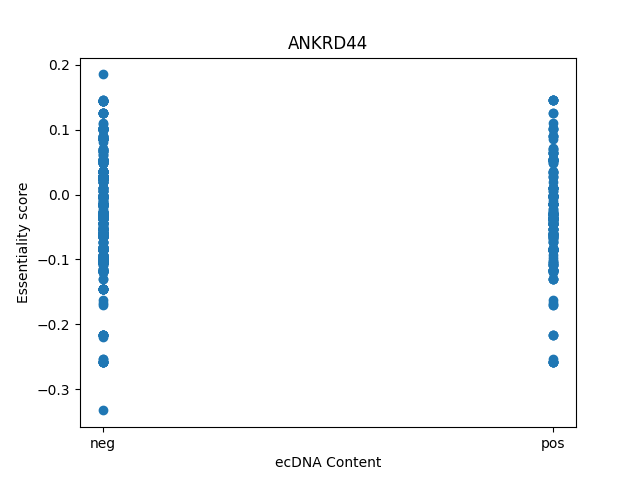 ANKRD44
Essentiality score
0.2
0.1
0.0
−0.1
−0.2
−0.3
neg
pos
ecDNA Content